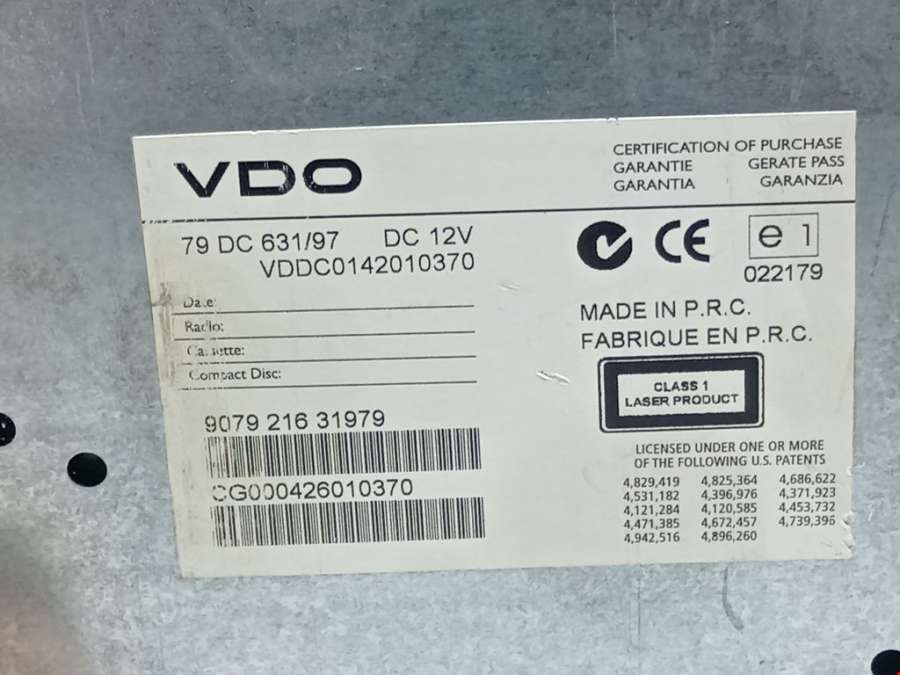 VDO
CERTIFICATION OF PURCHASE
GARANTIE GERATE PASS
GARANTIA GARANZIA
79 DC 631/97 DC 12V
VDDC0142010370
e 1
022179
Date:
Radio:
Cassette:
Compact Disc:
MADE IN P.R.C.
FABRIQUE EN P.R.C.
CLASS 1
LASER PRODUCT
9079 216 31979
CG000426010370
LICENSED UNDER ONE OR MORE
OF THE FOLLOWING U.S. PATENTS
4,829,419 4,825,364 4,686,622
4,531,182 4,396,976 4,371,923
4,121,284 4,120,585 4,453,732
4,471,385 4,672,457 4,739,396
4,942,516 4,896,260